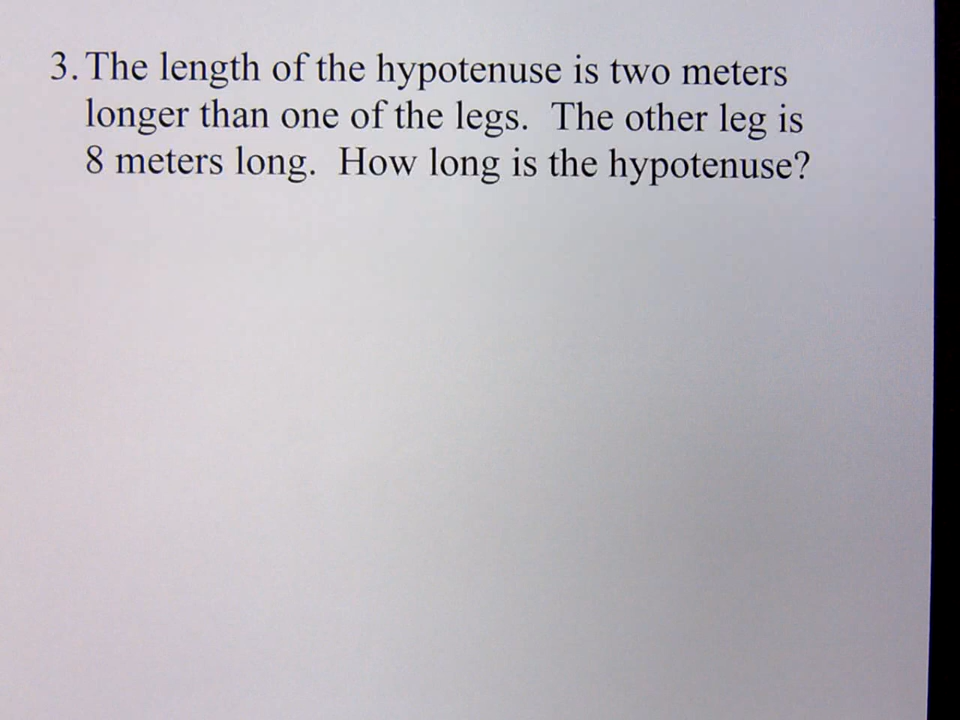 3. The length of the hypotenuse is two meters
longer than one of the legs.  The other leg is
8 meters long.  How long is the hypotenuse?